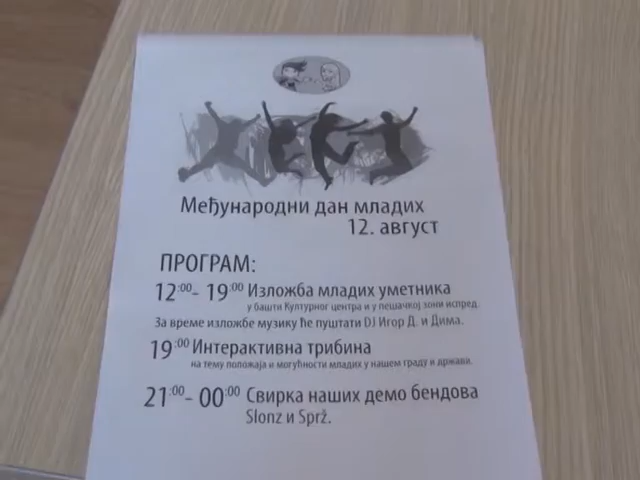 Међународни дан младих
12. август
ПРОГРАМ:
12:00- 19:00 Изложба младих уметника
у башти Културног центра и у пешачкој зони испред.
За време изложбе музику ће пуштати DJ Игор Д. и Дима.
19:00 Интерактивна трибина
на тему положаја и могућности младих у нашем граду и држави.
21:00- 00:00 Свирка наших демо бендова
Slonz и Sprž.